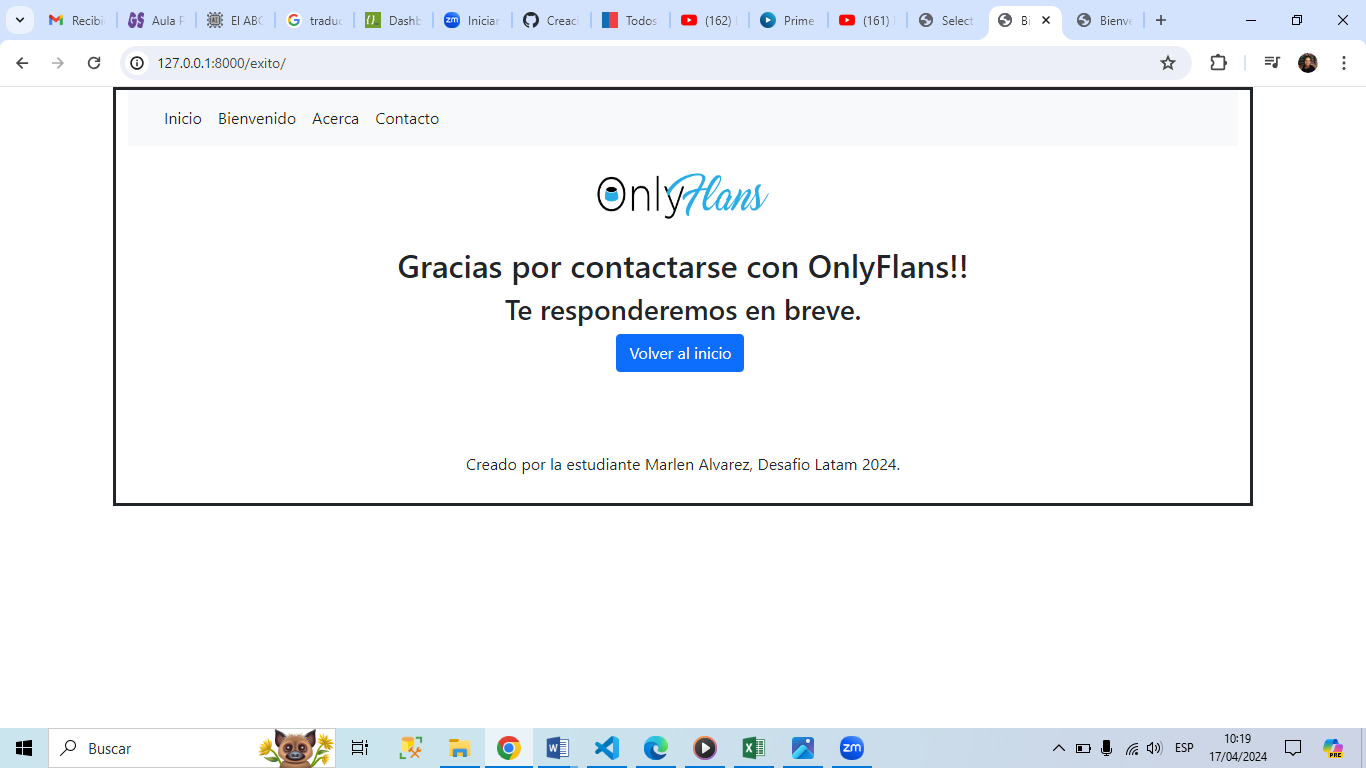 Recibi
Aula P
El ABC
traduc
Dashb
Iniciar
Creaci
Todos
(162)
Prime
(161)
Select
Bi
Bienve
127.0.0.1:8000/exito/
Inicio Bienvenido Acerca Contacto
OnlyFlans
Gracias por contactarse con OnlyFlans!!
Te responderemos en breve.
Volver al inicio
Creado por la estudiante Marlen Alvarez, Desafio Latam 2024.
Buscar
ESP
10:19
17/04/2024
PRE